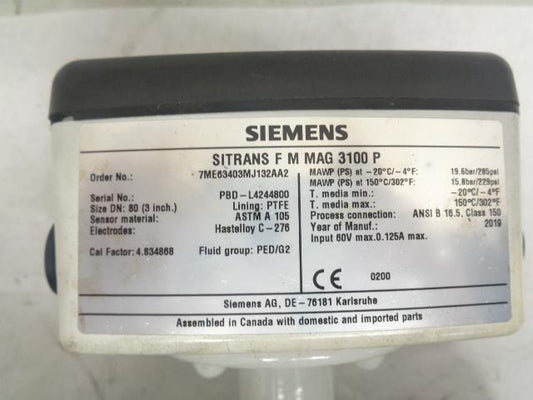 SIEMENS
SITRANS F M MAG 3100 P
Order No.: 7ME63403MJ132AA2
Serial No.: PBD-L4244800
Size DN: 80 (3 inch.) Lining: PTFE
Sensor material: ASTM A 105
Electrodes: Hastelloy C-276
Cal Factor: 4.834868 Fluid group: PED/G2
MAWP (PS) at -20°C/-4°F: 19.6bar/285psi
MAWP (PS) at 150°C/302°F: 15.8bar/229psi
T. media min.: -20°C/-4°F
T. media max.: 150°C/302°F
Process connection: ANSI B 16.5, Class 150
Year of Manuf.: 2019
Input 60V max.0.125A max.
CE 0200
Siemens AG, DE-76181 Karlsruhe
Assembled in Canada with domestic and imported parts